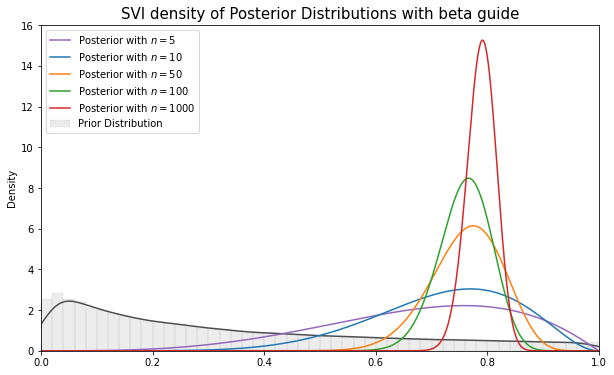 SVI density of Posterior Distributions with beta guide
16
14
12
10
8
6
4
2
0
Density
Posterior with n = 5
Posterior with n = 10
Posterior with n = 50
Posterior with n = 100
Posterior with n = 1000
Prior Distribution
0.0 0.2 0.4 0.6 0.8 1.0